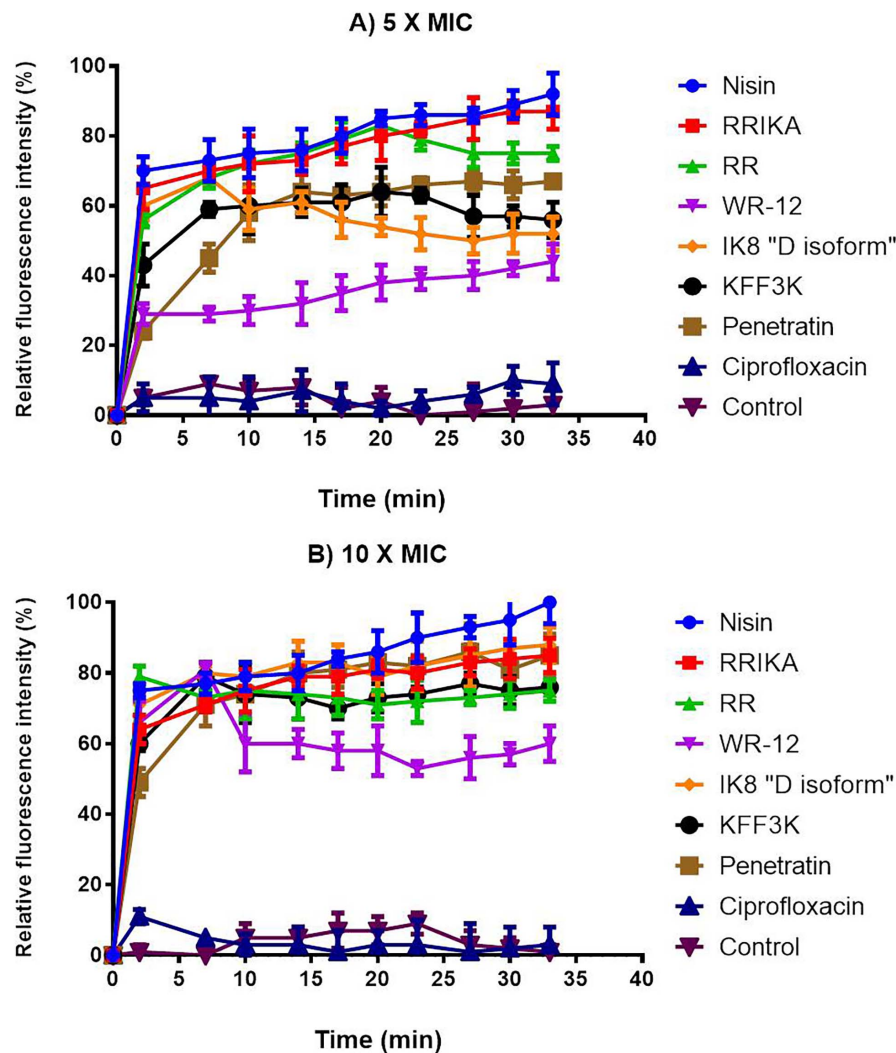 A) 5 X MIC
Relative fluorescence intensity (%)
100
80
60
40
20
0
0 5 10 15 20 25 30 35 40
Time (min)
Nisin
RRIKA
RR
WR-12
IK8 "D isoform"
KFF3K
Penetratin
Ciprofloxacin
Control
B) 10 X MIC
Relative fluorescence intensity (%)
100
80
60
40
20
0
0 5 10 15 20 25 30 35 40
Time (min)
Nisin
RRIKA
RR
WR-12
IK8 "D isoform"
KFF3K
Penetratin
Ciprofloxacin
Control